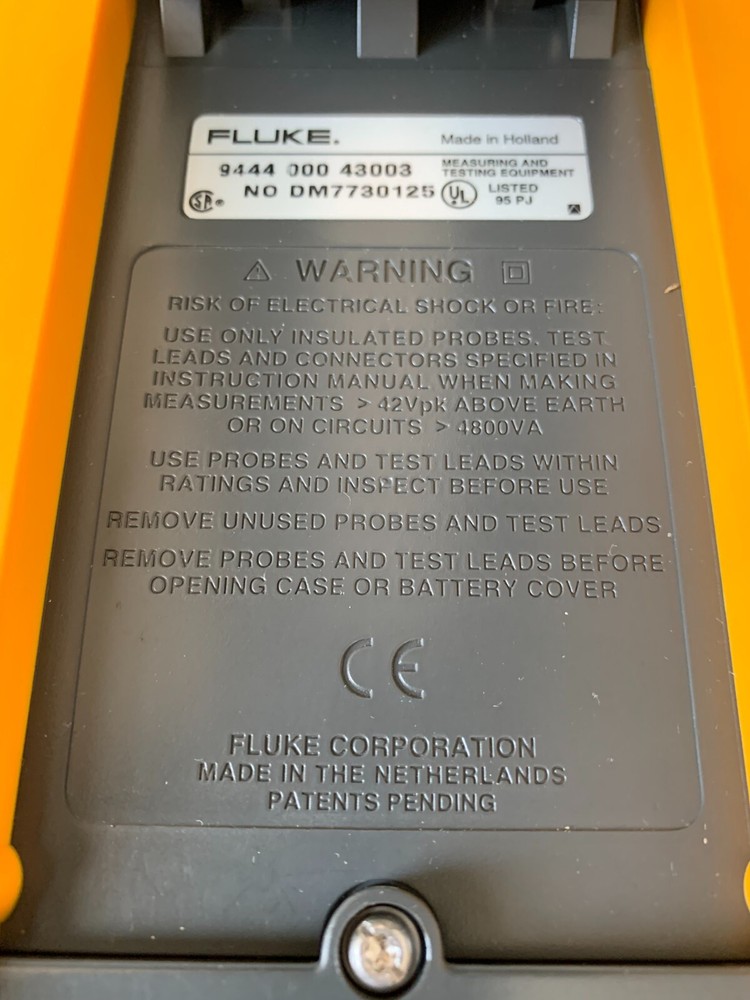 FLUKE.
Made in Holland
9444 000 43003
MEASURING AND
TESTING EQUIPMENT
NO DM7730125
UL
LISTED
95 PJ
WARNING
RISK OF ELECTRICAL SHOCK OR FIRE:
USE ONLY INSULATED PROBES, TEST
LEADS AND CONNECTORS SPECIFIED IN
INSTRUCTION MANUAL WHEN MAKING
MEASUREMENTS > 42Vpk ABOVE EARTH
OR ON CIRCUITS > 4800VA
USE PROBES AND TEST LEADS WITHIN
RATINGS AND INSPECT BEFORE USE
REMOVE UNUSED PROBES AND TEST LEADS
REMOVE PROBES AND TEST LEADS BEFORE
OPENING CASE OR BATTERY COVER
CE
FLUKE CORPORATION
MADE IN THE NETHERLANDS
PATENTS PENDING